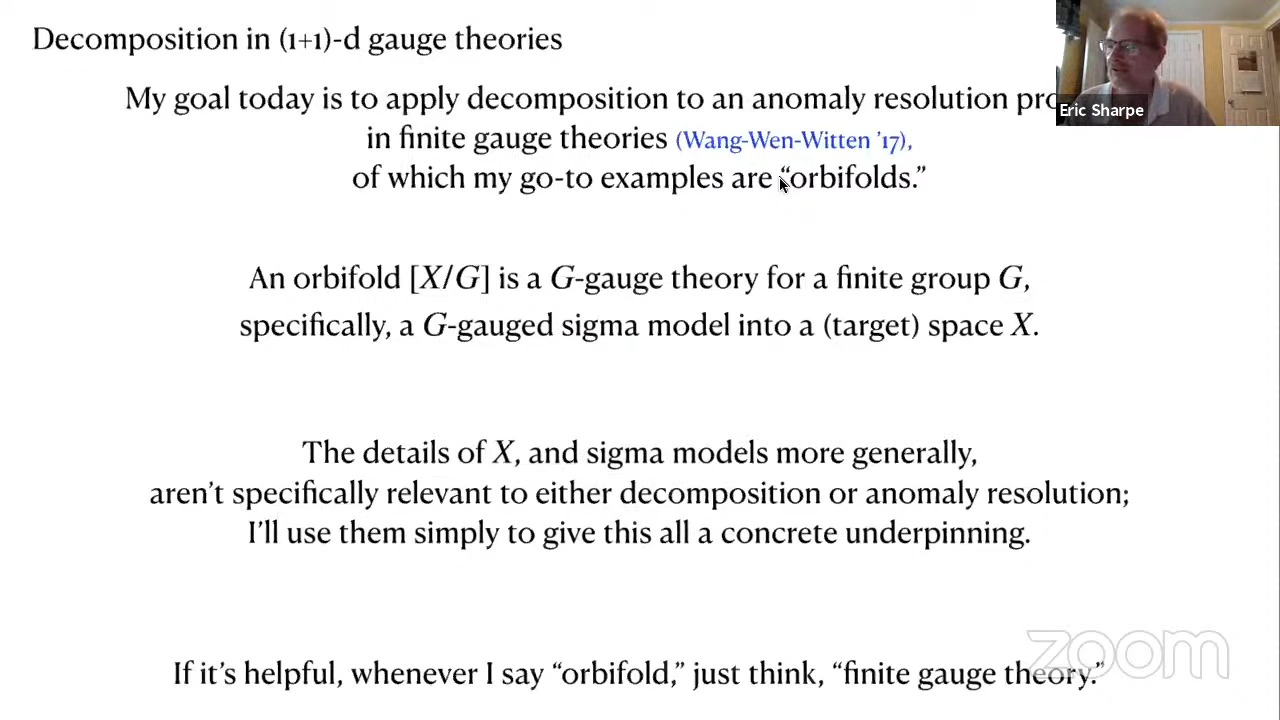 Decomposition in (1+1)-d gauge theories
My goal today is to apply decomposition to an anomaly resolution
in finite gauge theories (Wang-Wen-Witten '17),
of which my go-to examples are “orbifolds.”
Eric Sharpe
An orbifold [X/G] is a G-gauge theory for a finite group G,
specifically, a G-gauged sigma model into a (target) space X.
The details of X, and sigma models more generally,
aren’t specifically relevant to either decomposition or anomaly resolution;
I’ll use them simply to give this all a concrete underpinning.
If it’s helpful, whenever I say “orbifold,” just think, “finite gauge theory.”
zoom